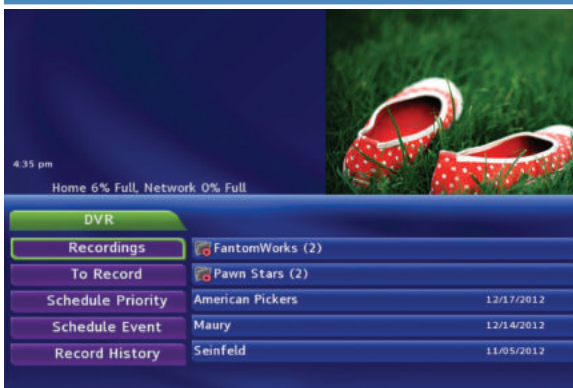 4:35 pm
Home 6% Full, Network 0% Full
DVR
Recordings
FantomWorks (2)
To Record
Pawn Stars (2)
Schedule Priority
American Pickers 12/17/2012
Schedule Event
Maury 12/14/2012
Record History
Seinfeld 11/05/2012